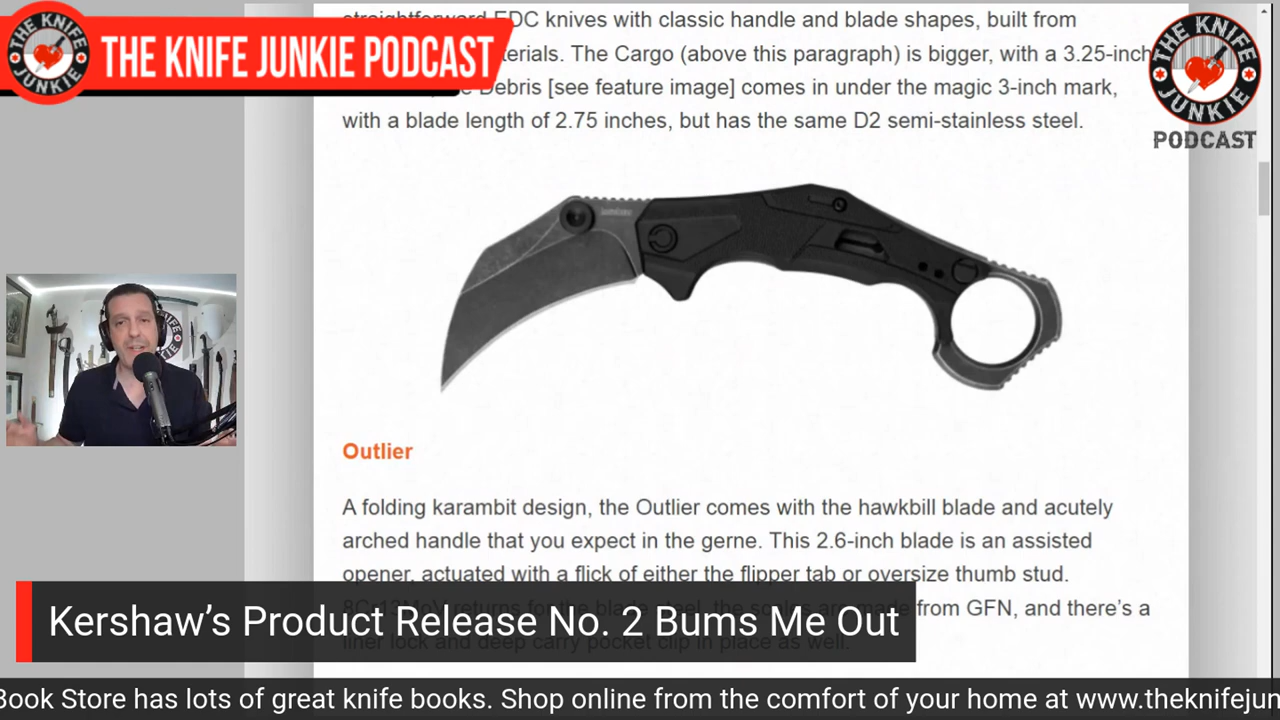 straightforward EDC knives with classic handle and blade shapes, built from
THE KNIFE JUNKIE PODCAST
THE KNIFE JUNKIE
materials. The Cargo (above this paragraph) is bigger, with a 3.25-inch
Debris [see feature image] comes in under the magic 3-inch mark,
with a blade length of 2.75 inches, but has the same D2 semi-stainless steel.
THE KNIFE JUNKIE
PODCAST
Outlier
A folding karambit design, the Outlier comes with the hawkbill blade and acutely
arched handle that you expect in the gerne. This 2.6-inch blade is an assisted
opener, actuated with a flick of either the flipper tab or oversize thumb stud.
8Cr13MoV returns for the blade steel, the scales are made from GFN, and there's a
liner lock and deep carry pocket clip in place as well.
Kershaw's Product Release No. 2 Bums Me Out
Book Store has lots of great knife books. Shop online from the comfort of your home at www.theknifejun